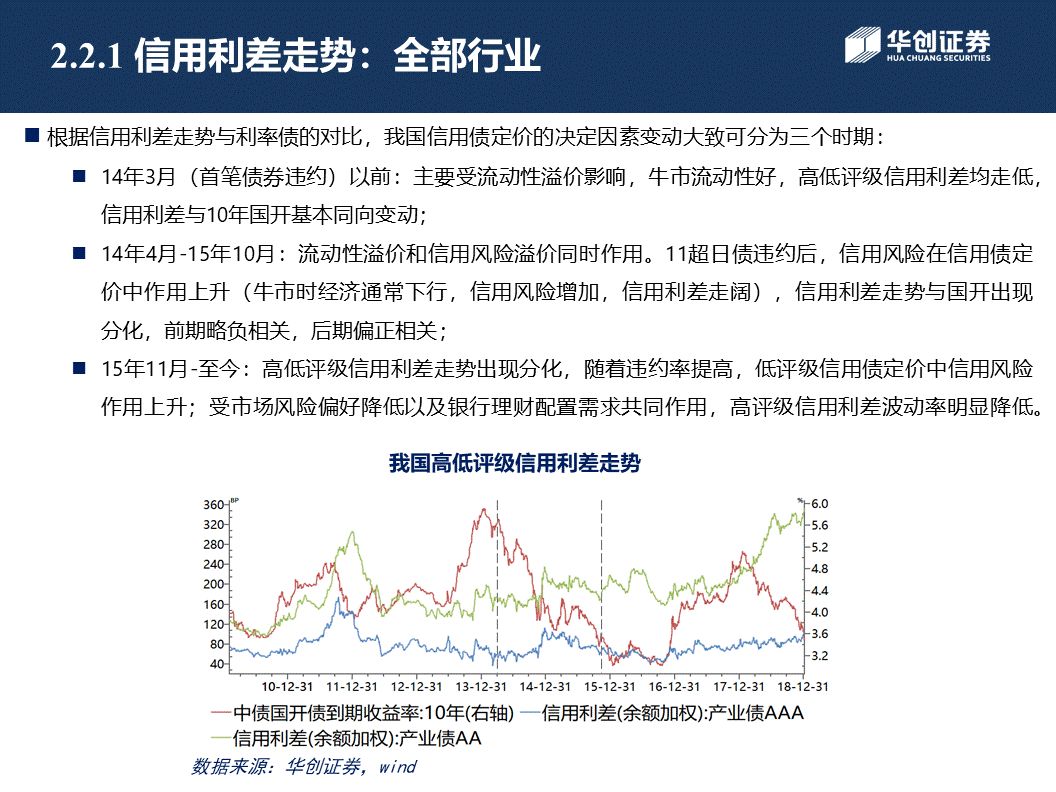 2.2.1 信用利差走势：全部行业
华创证券
HUA CHUANG SECURITIES
根据信用利差走势与利率债的对比，我国信用债定价的决定因素变动大致可分为三个时期：
14年3月（首笔债券违约）以前：主要受流动性溢价影响，牛市流动性好，高低评级信用利差均走低，
信用利差与10年国开基本同向变动；
14年4月-15年10月：流动性溢价和信用风险溢价同时作用。11超日债违约后，信用风险在信用债定
价中作用上升（牛市时经济通常下行，信用风险增加，信用利差走阔），信用利差走势与国开出现
分化，前期略负相关，后期偏正相关；
15年11月-至今：高低评级信用利差走势出现分化，随着违约率提高，低评级信用债定价中信用风险
作用上升；受市场风险偏好降低以及银行理财配置需求共同作用，高评级信用利差波动率明显降低。
我国高低评级信用利差走势
BP
%
360
320
280
240
200
160
120
80
40
6.0
5.6
5.2
4.8
4.4
4.0
3.6
3.2
10-12-31 11-12-31 12-12-31 13-12-31 14-12-31 15-12-31 16-12-31 17-12-31 18-12-31
中债国开债到期收益率:10年(右轴) 信用利差(余额加权):产业债AAA
信用利差(余额加权):产业债AA
数据来源：华创证券，wind